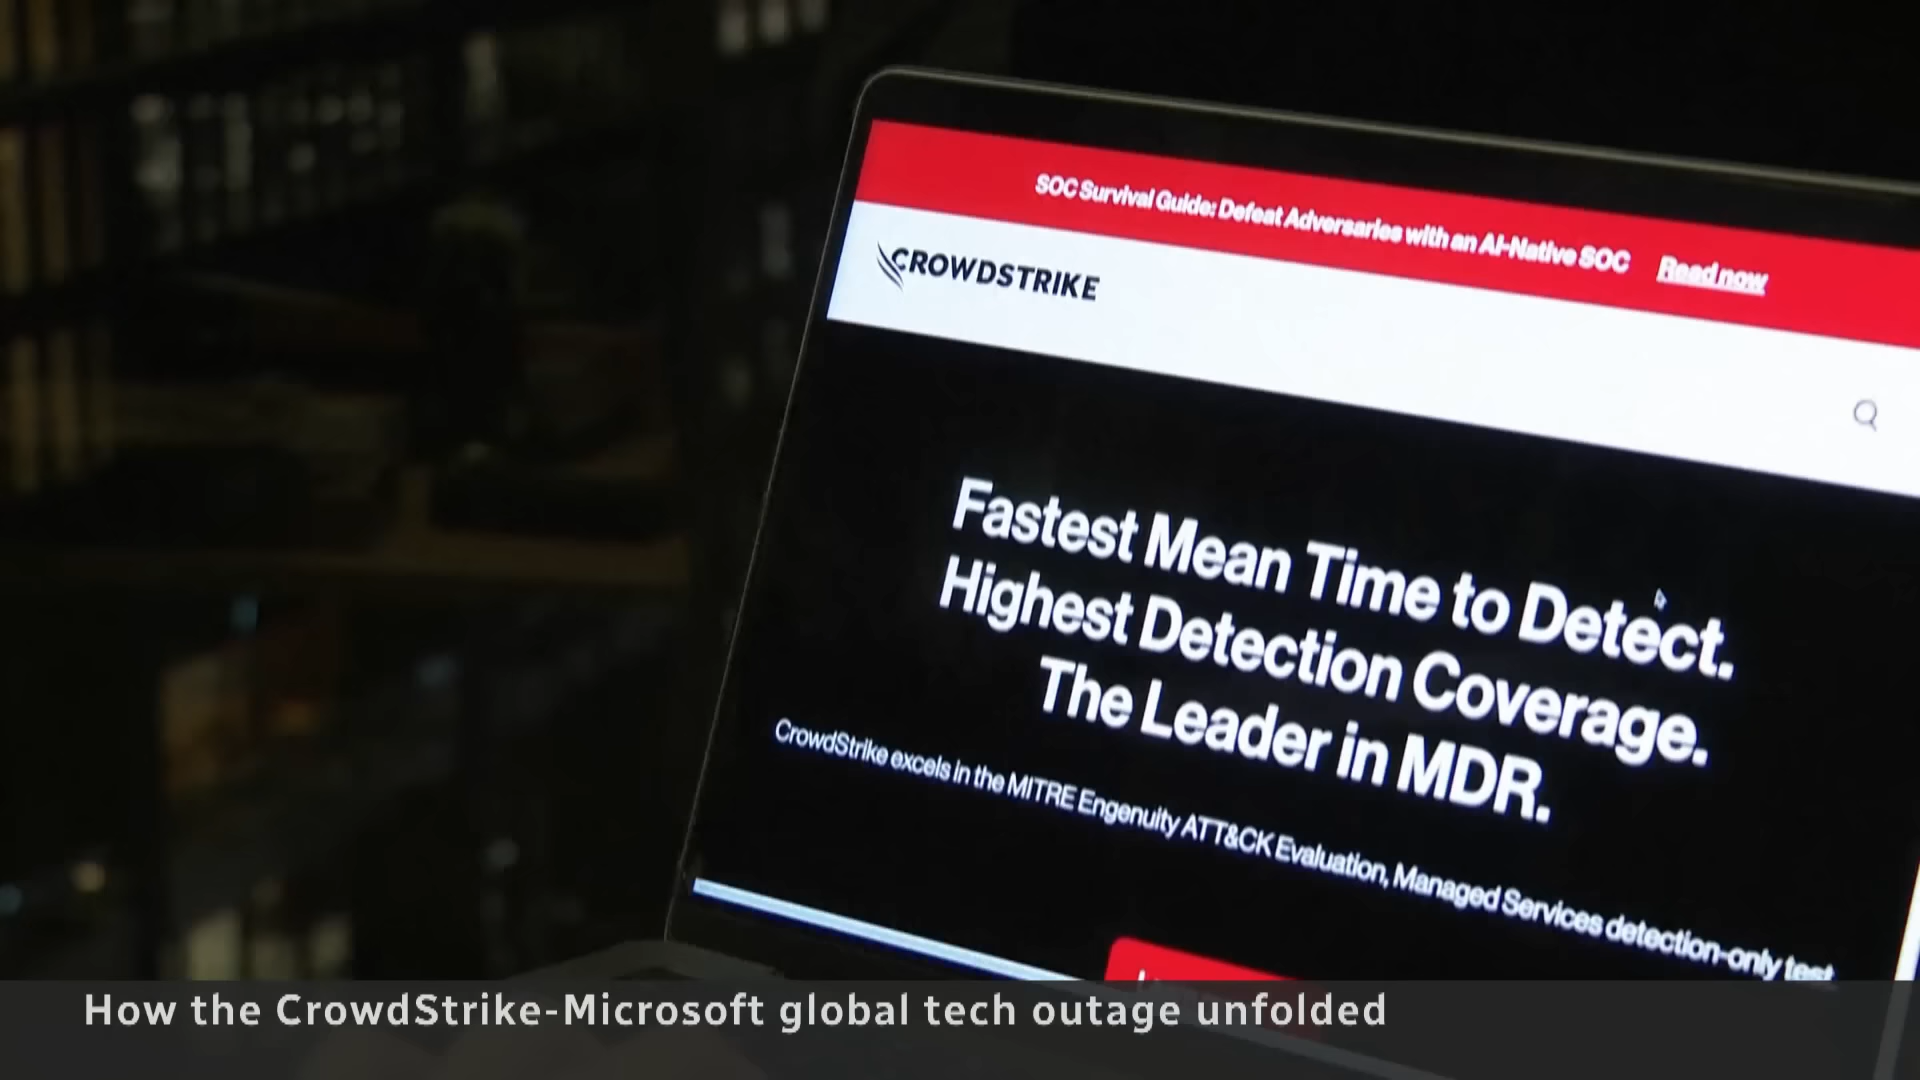 SOC Survival Guide: Defeat Adversaries with an AI-Native SOC Read now
CROWDSTRIKE
Fastest Mean Time to Detect.
Highest Detection Coverage.
The Leader in MDR.
CrowdStrike excels in the MITRE Engenuity ATT&CK Evaluation, Managed Services detection-only test
How the CrowdStrike-Microsoft global tech outage unfolded